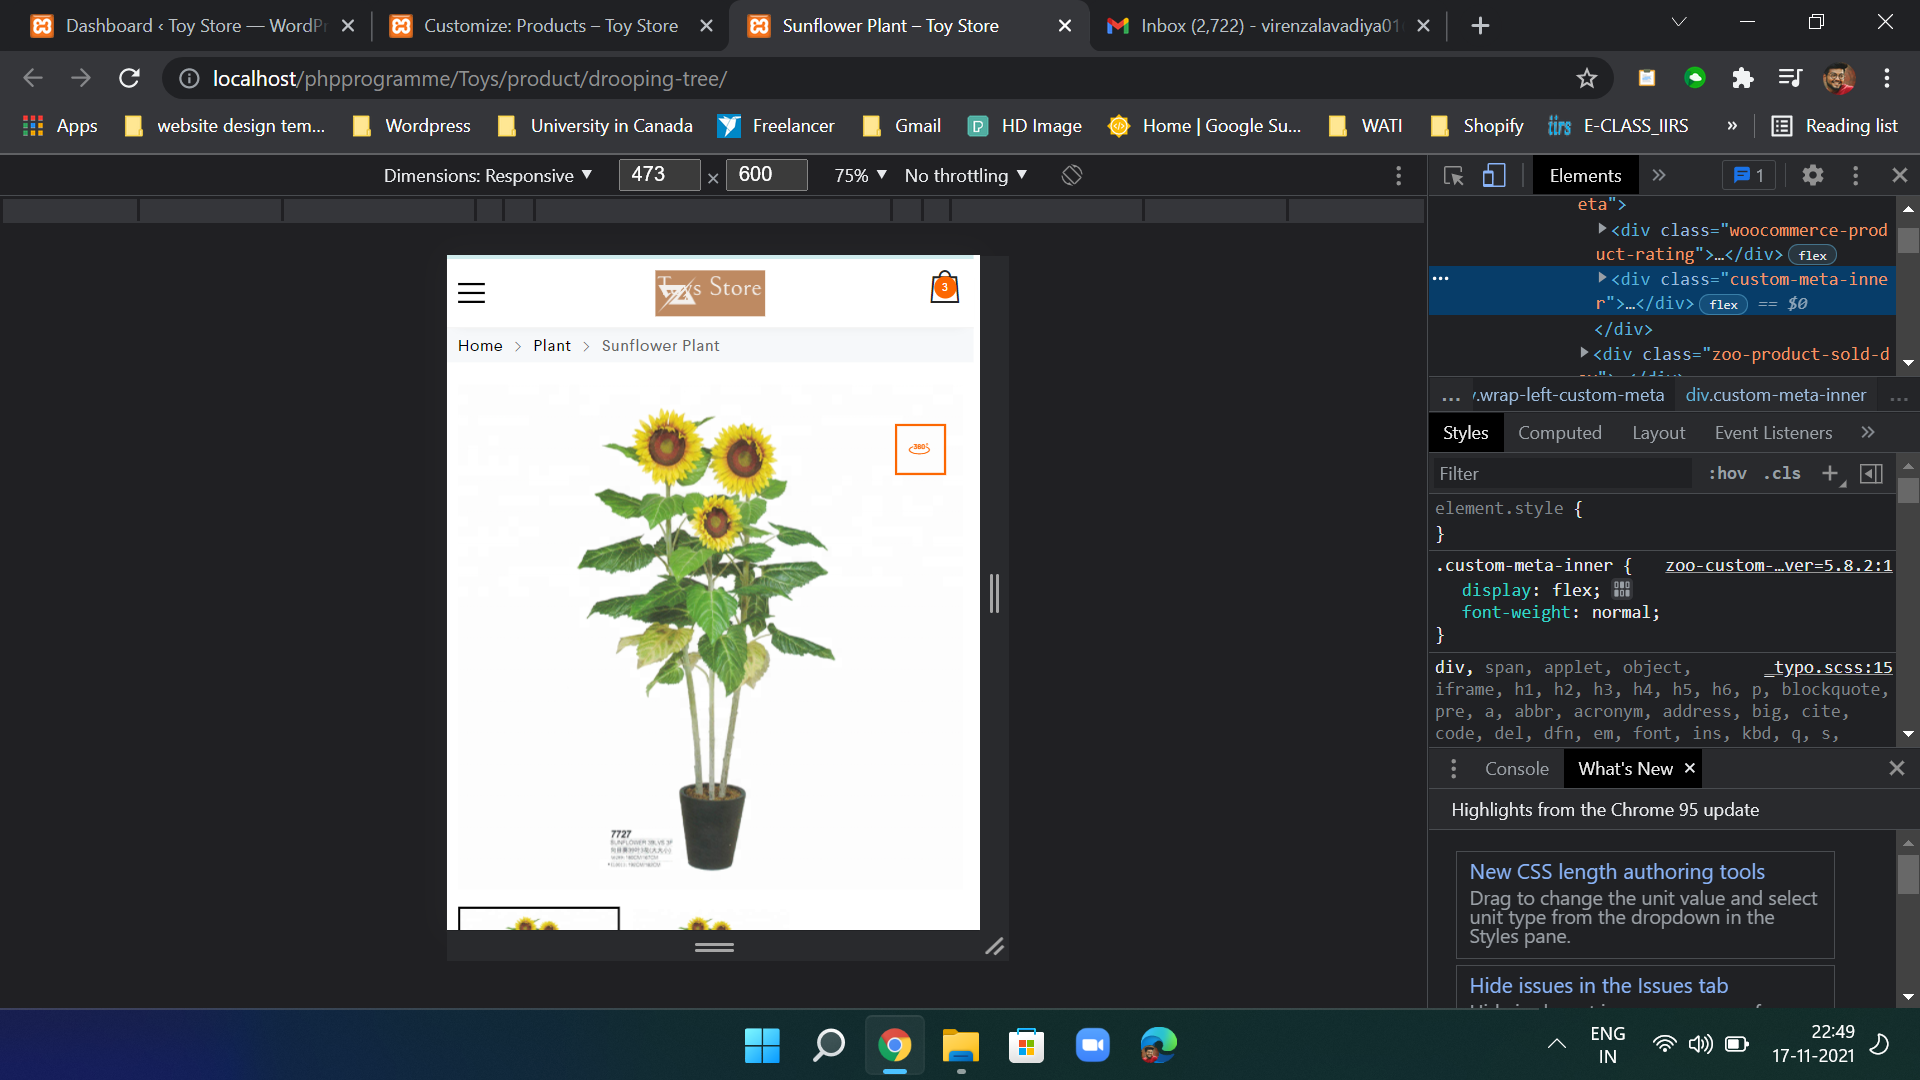 Dashboard ‹ Toy Store — WordPr
Customize: Products – Toy Store
Sunflower Plant – Toy Store
Inbox (2,722) - virenzalavadiya01
localhost/phpprogramme/Toys/product/drooping-tree/
Apps
website design tem...
Wordpress
University in Canada
Freelancer
Gmail
HD Image
Home | Google Su...
WATI
Shopify
iirs E-CLASS_IIRS
»
Reading list
Dimensions: Responsive ▼ 473 × 600 75% ▼ No throttling ▼
Elements » 1
eta">
▶<div class="woocommerce-prod
uct-rating">…</div> flex
▶<div class="custom-meta-inne
r">…</div> flex == $0
</div>
▶<div class="zoo-product-sold-d
... .wrap-left-custom-meta div.custom-meta-inner ...
Styles Computed Layout Event Listeners »
Filter :hov .cls +
element.style {
}
.custom-meta-inner { zoo-custom-…ver=5.8.2:1
display: flex;
font-weight: normal;
}
div, span, applet, object, _typo.scss:15
iframe, h1, h2, h3, h4, h5, h6, p, blockquote,
pre, a, abbr, acronym, address, big, cite,
code, del, dfn, em, font, ins, kbd, q, s,
Console What's New ×
Highlights from the Chrome 95 update
New CSS length authoring tools
Drag to change the unit value and select
unit type from the dropdown in the
Styles pane.
Hide issues in the Issues tab
Toys Store
3
Home > Plant > Sunflower Plant
360°
7727
ENG
IN
22:49
17-11-2021